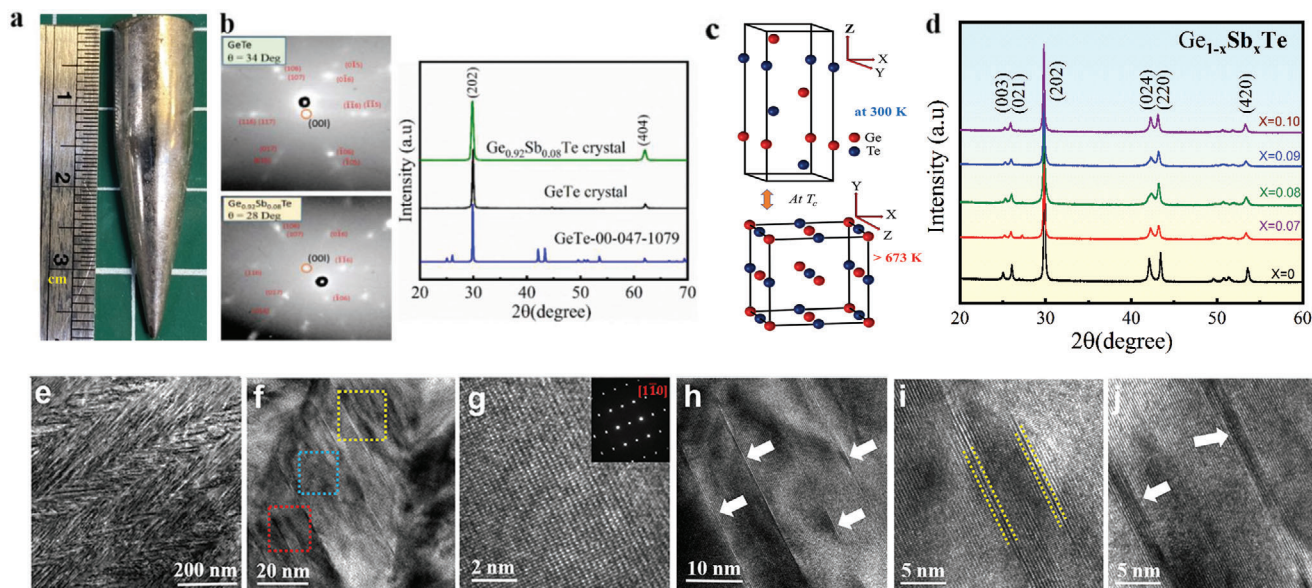 a
1
2
3
cm
b
GeTe
θ = 34 Deg
(00l)
Ge0.92Sb0.08Te
θ = 28 Deg
(00l)
Intensity (a.u)
(202)
(404)
Ge0.92Sb0.08Te crystal
GeTe crystal
GeTe-00-047-1079
20 30 40 50 60 70
2θ(degree)
c
Z
X
Y
at 300 K
Ge
Te
At Tc
Y
X
Z
> 673 K
d
Ge1-xSbxTe
Intensity (a.u)
(003)
(021)
(202)
(024)
(220)
(420)
X=0.10
X=0.09
X=0.08
X=0.07
X=0
20 30 40 50 60
2θ(degree)
e
200 nm
f
20 nm
g
[11̄0]
2 nm
h
10 nm
i
5 nm
j
5 nm